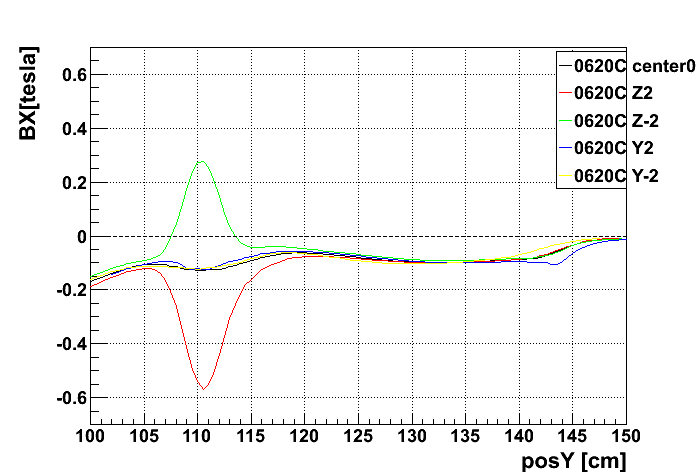 BX[tesla]
0.6
0.4
0.2
0
-0.2
-0.4
-0.6
0620C center0
0620C Z2
0620C Z-2
0620C Y2
0620C Y-2
100 105 110 115 120 125 130 135 140 145 150
posY [cm]